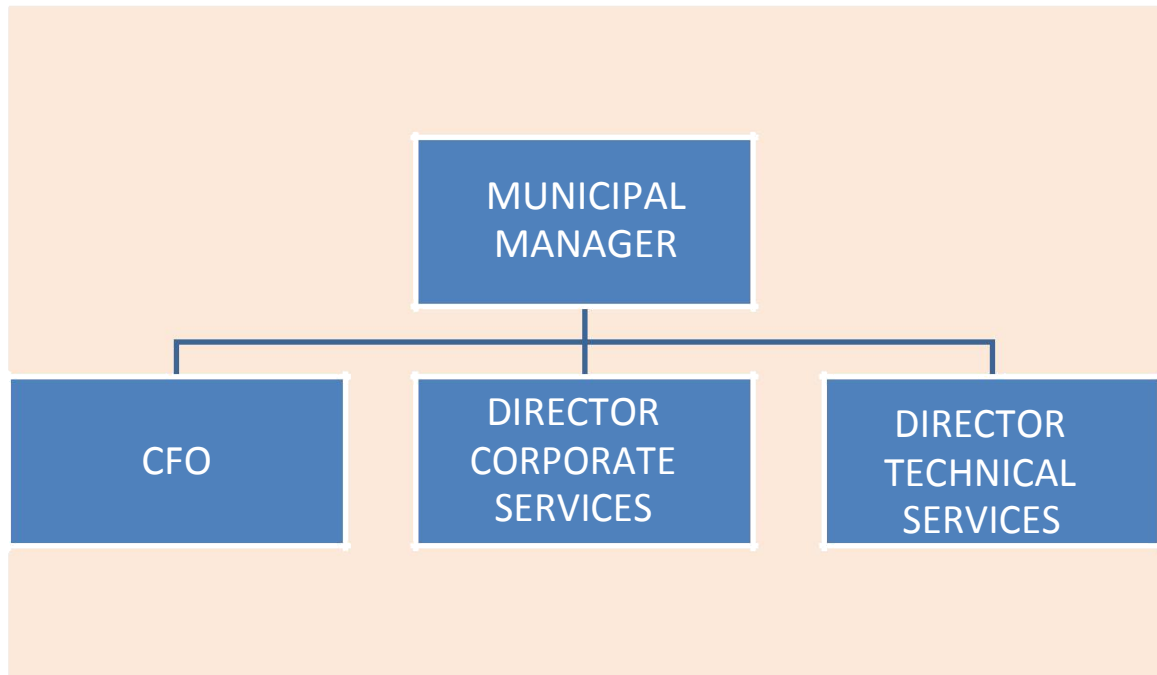 MUNICIPAL
MANAGER
CFO
DIRECTOR
CORPORATE
SERVICES
DIRECTOR
TECHNICAL
SERVICES